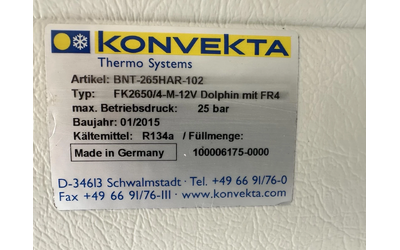 KONVEKTA
Thermo Systems
Artikel: BNT-265HAR-102
Typ: FK2650/4-M-12V Dolphin mit FR4
max. Betriebsdruck: 25 bar
Baujahr: 01/2015
Kältemittel: R134a / Füllmenge:
Made in Germany 100006175-0000
D-34613 Schwalmstadt · Tel. +49 66 91/76-0
Fax +49 66 91/76-111 · www.konvekta.com